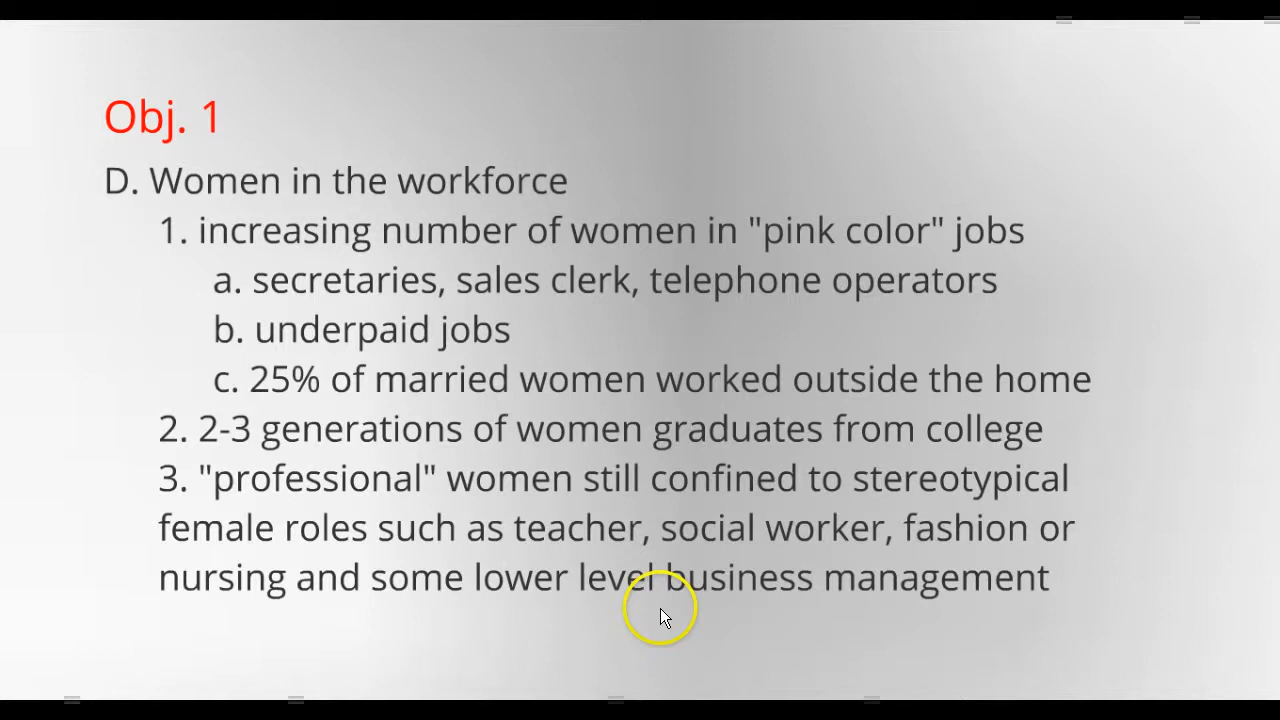 Obj. 1
D. Women in the workforce
1. increasing number of women in "pink color" jobs
a. secretaries, sales clerk, telephone operators
b. underpaid jobs
c. 25% of married women worked outside the home
2. 2-3 generations of women graduates from college
3. "professional" women still confined to stereotypical
female roles such as teacher, social worker, fashion or
nursing and some lower level business management